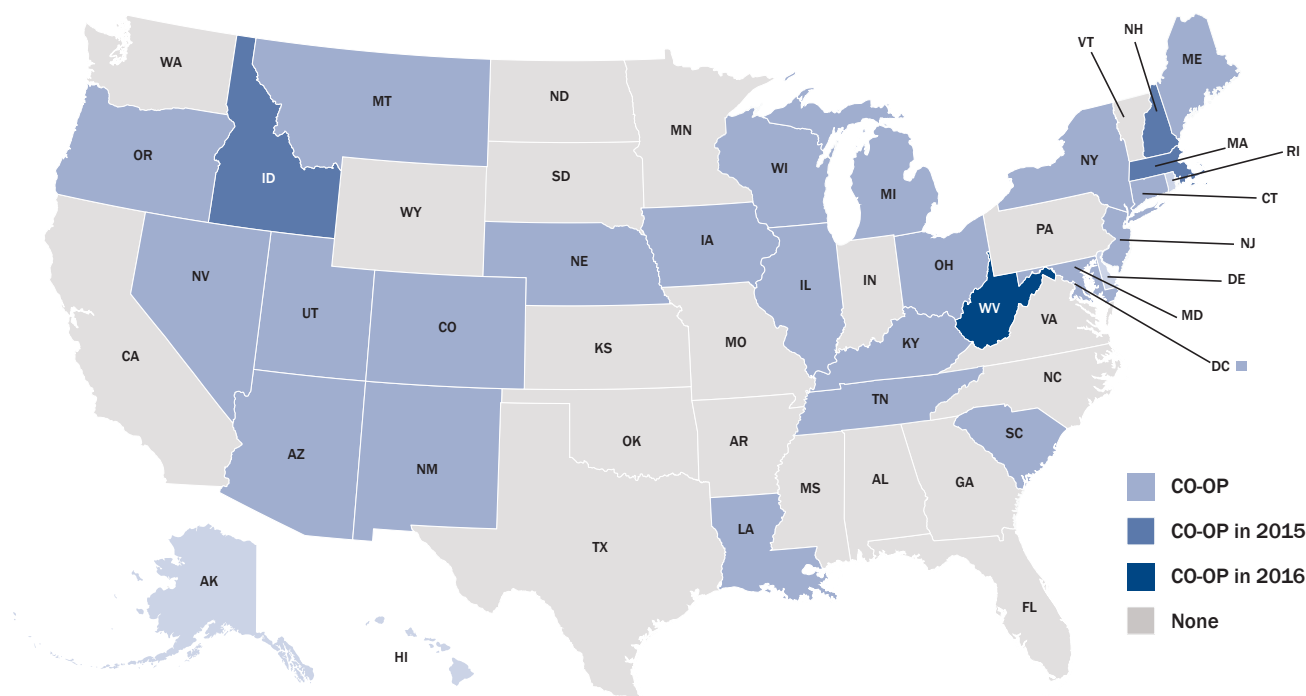 NH
VT
ME
WA
MT
ND
MN
OR
WI
NY
MA
RI
ID
SD
MI
CT
WY
PA
NJ
IA
NE
OH
NV
IN
DE
IL
UT
WV
MD
CO
VA
KS
MO
KY
CA
DC
NC
TN
SC
OK
AR
AZ
NM
GA
AL
MS
CO-OP
LA
CO-OP in 2015
TX
CO-OP in 2016
AK
FL
None
HI